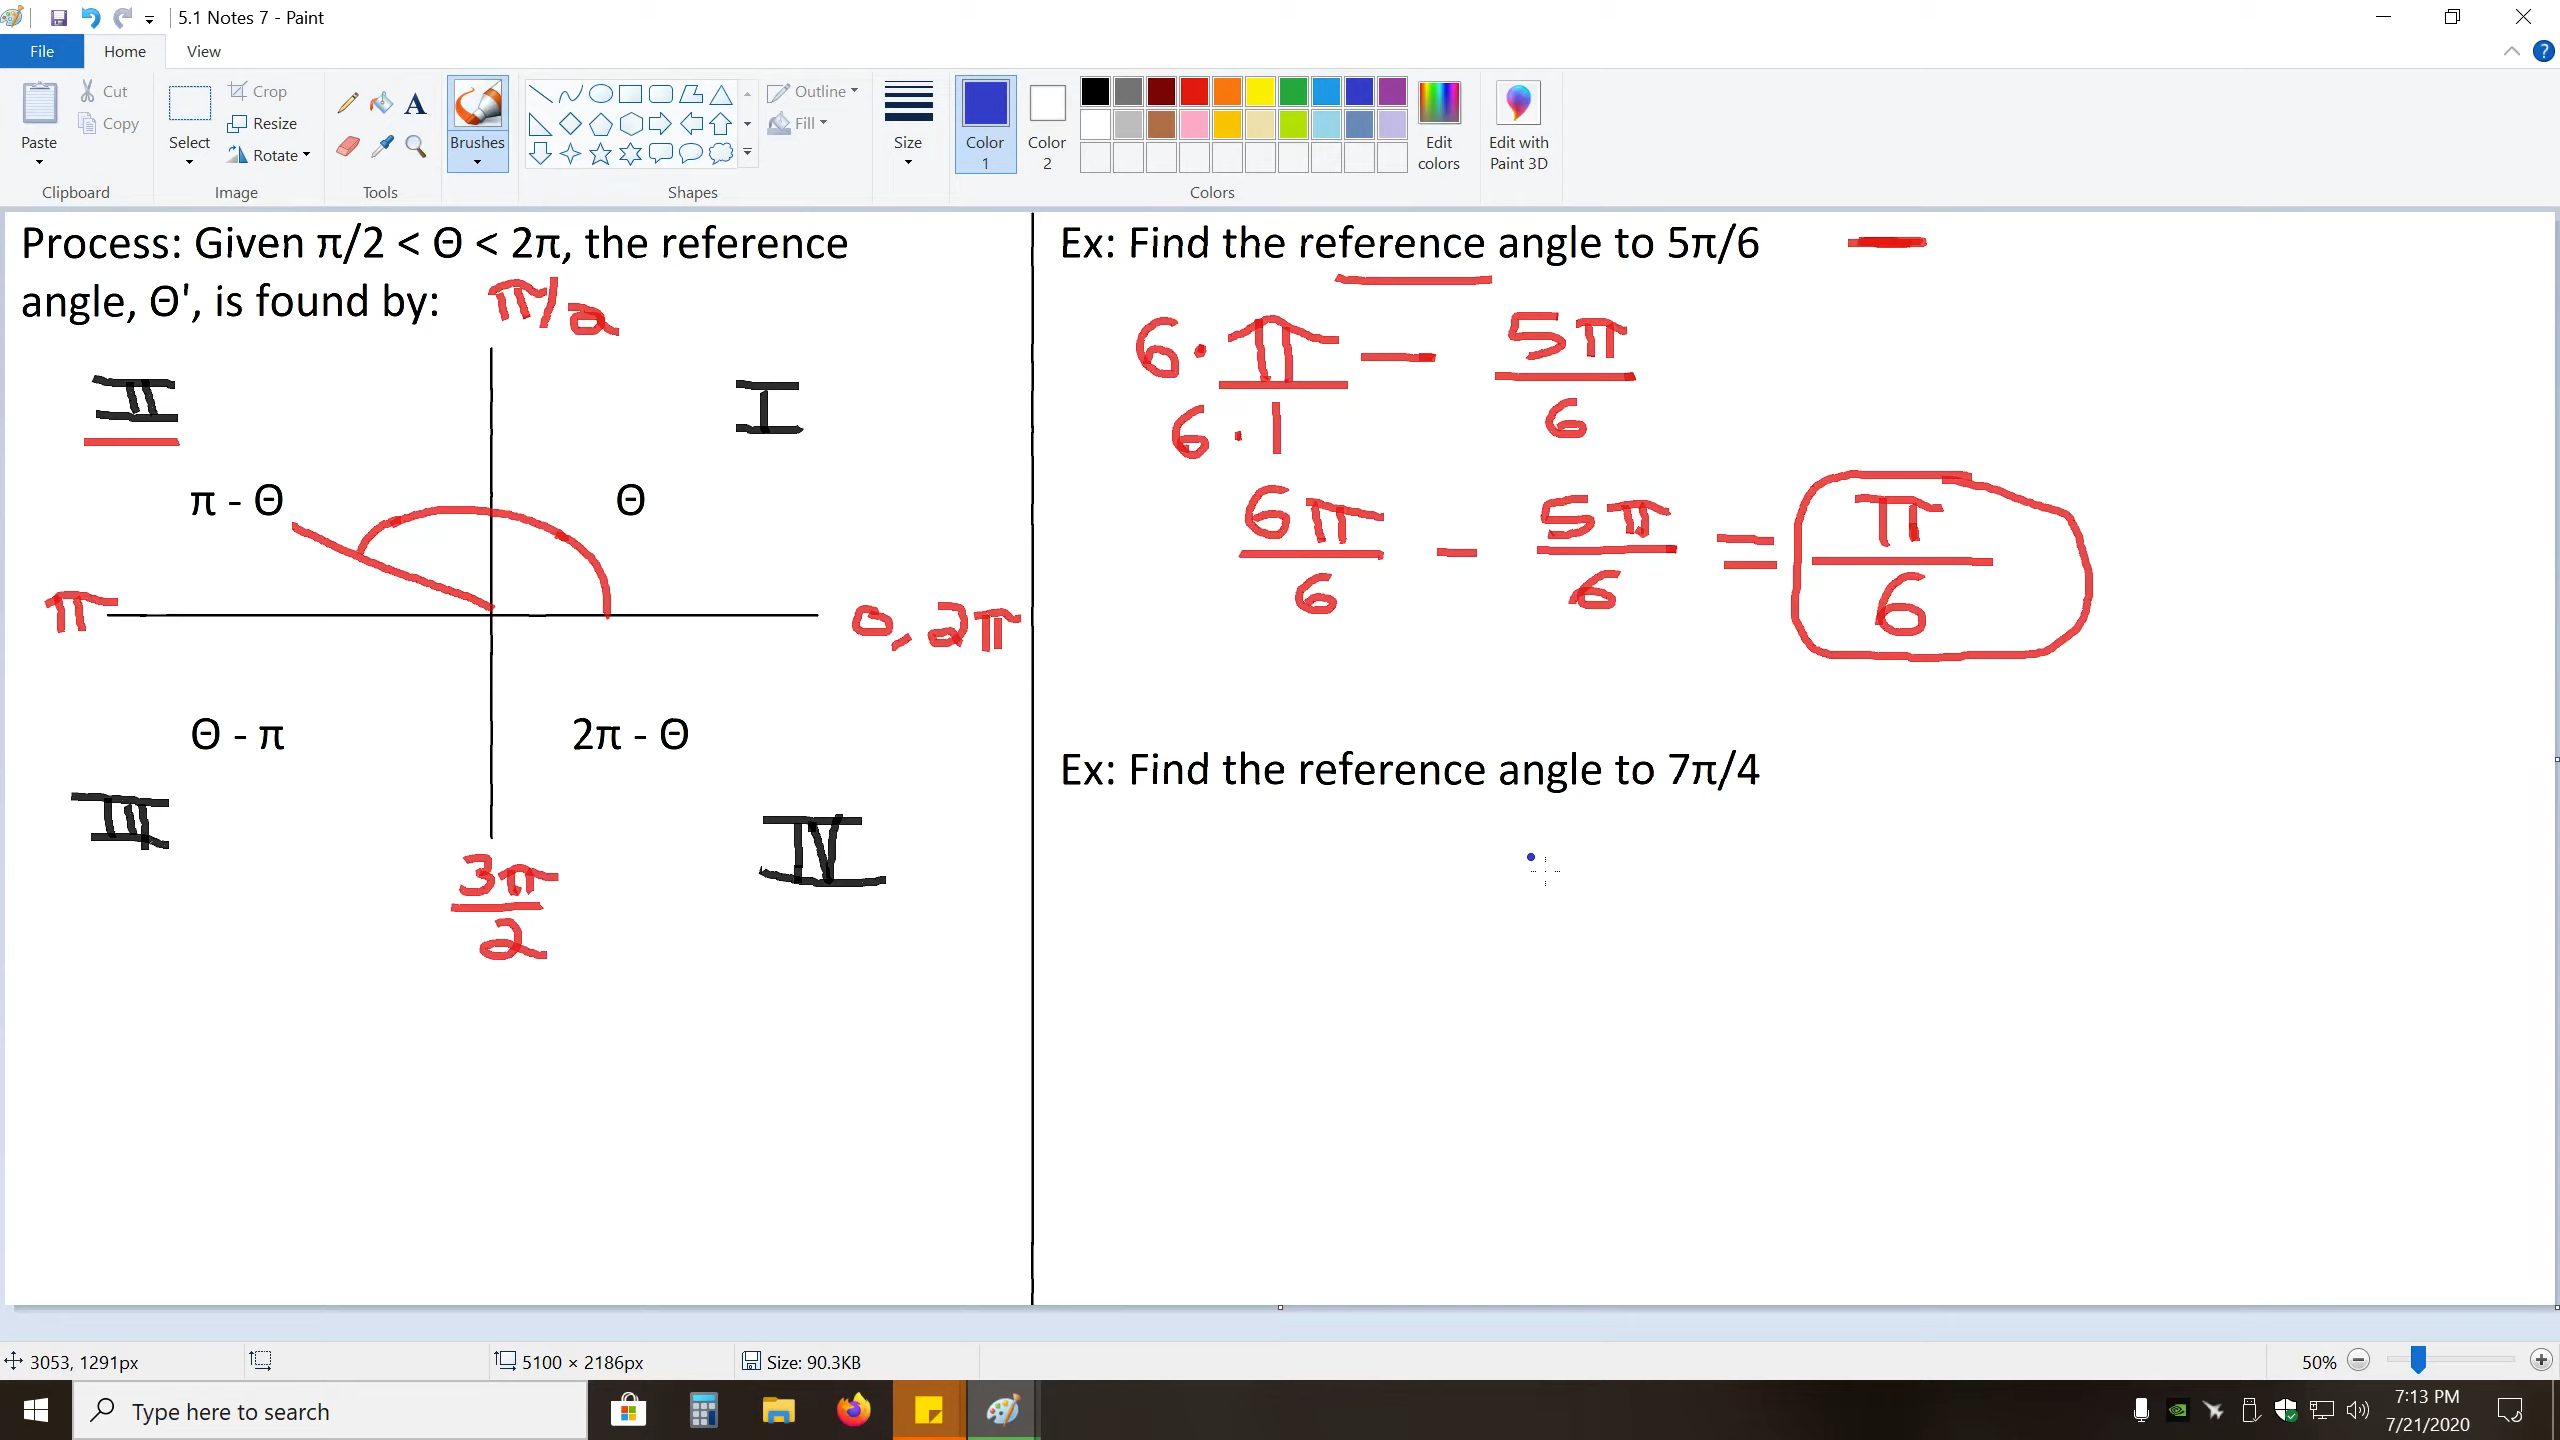 5.1 Notes 7 - Paint
File Home View
Paste Cut Copy Clipboard
Select Crop Resize Rotate Image
A Tools
Brushes
Shapes
Outline Fill
Size
Color 1 Color 2
Edit colors Colors
Edit with Paint 3D
Process: Given π/2 < Θ < 2π, the reference
angle, Θ', is found by:
π/2
II I
π - Θ Θ
π 0, 2π
Θ - π 2π - Θ
III IV
3π
2
Ex: Find the reference angle to 5π/6 —
6 · π — 5π
6 · 1 6
6π - 5π = π
6 6 6
Ex: Find the reference angle to 7π/4
3053, 1291px 5100 × 2186px Size: 90.3KB 50%
Type here to search
7:13 PM
7/21/2020